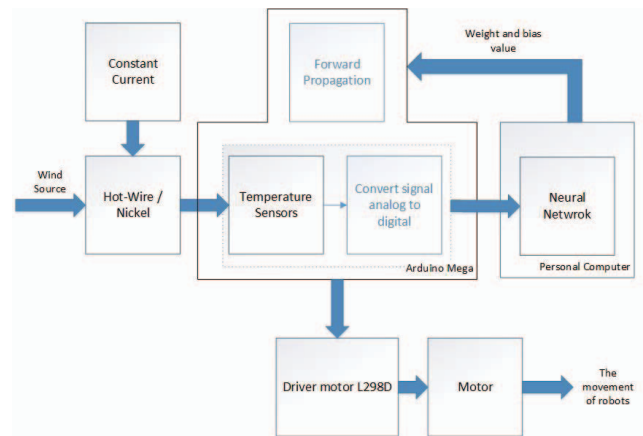 Weight and bias
value
Constant
Current
Forward
Propagation
Wind
Source
Hot-Wire /
Nickel
Temperature
Sensors
Convert signal
analog to
digital
Neural
Netwrok
Arduino Mega
Personal Computer
Driver motor L298D
Motor
The
movement
of robots